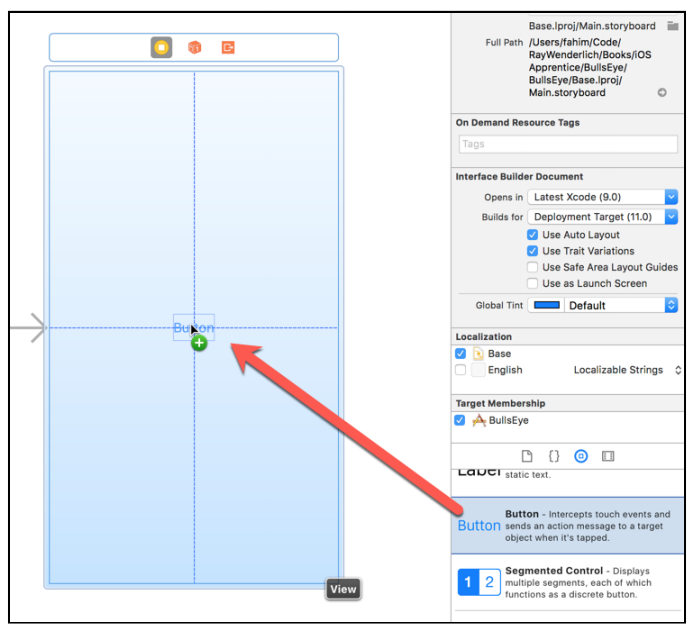 Button
View
Base.lproj/Main.storyboard
Full Path /Users/fahim/Code/
RayWenderlich/Books/iOS
Apprentice/BullsEye/
BullsEye/Base.lproj/
Main.storyboard
On Demand Resource Tags
Tags
Interface Builder Document
Opens in Latest Xcode (9.0)
Builds for Deployment Target (11.0)
Use Auto Layout
Use Trait Variations
Use Safe Area Layout Guides
Use as Launch Screen
Global Tint Default
Localization
Base
English Localizable Strings
Target Membership
BullsEye
Label static text.
Button - Intercepts touch events and
Button sends an action message to a target
object when it's tapped.
Segmented Control - Displays
1 2 multiple segments, each of which
functions as a discrete button.